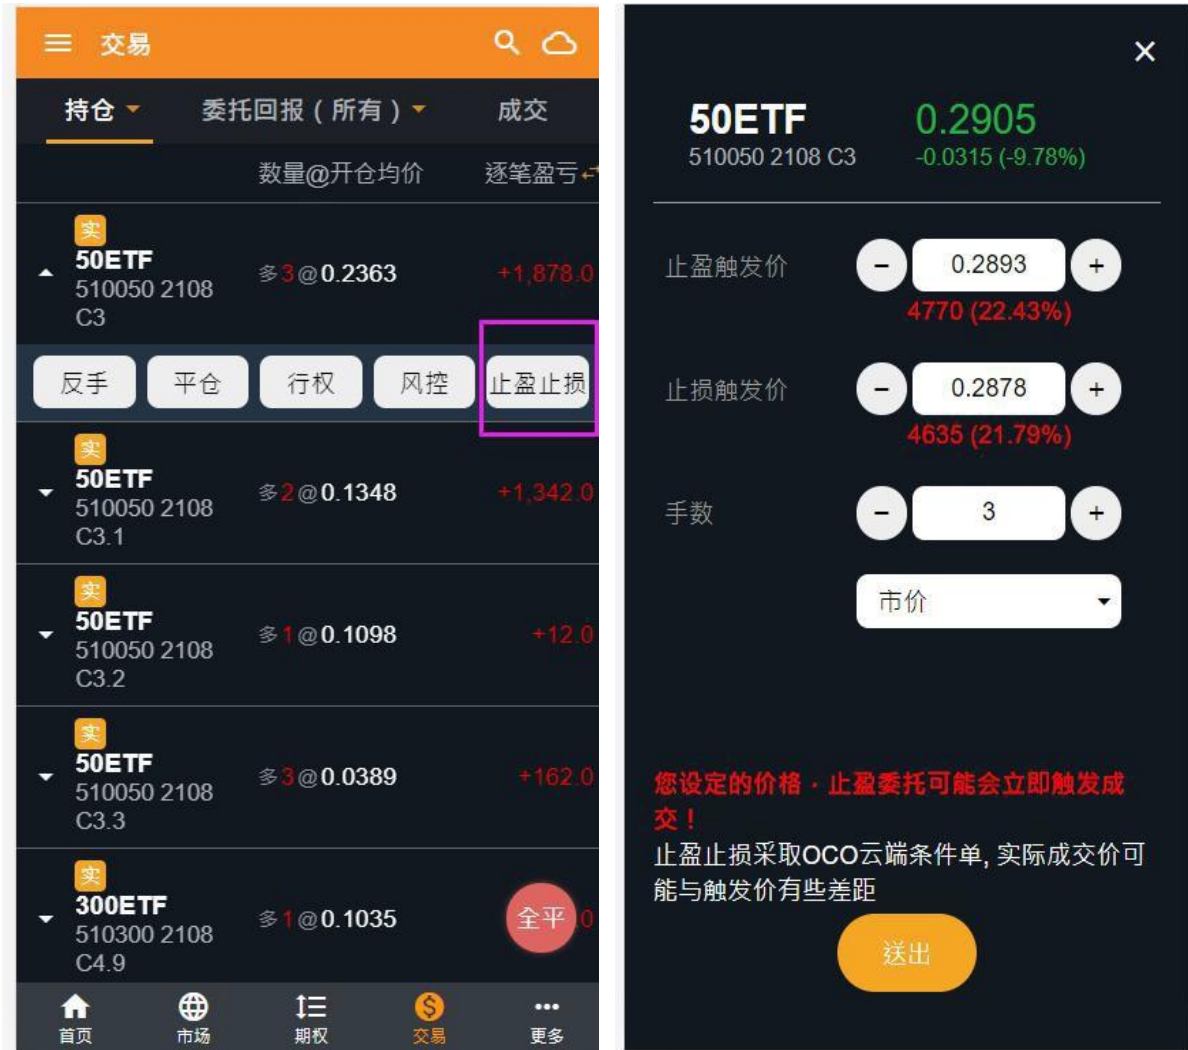 交易
持仓 委托回报（所有） 成交
数量@开仓均价 逐笔盈亏
实
50ETF
510050 2108
C3
多3@0.2363
+1,878.0
反手 平仓 行权 风控 止盈止损
实
50ETF
510050 2108
C3.1
多2@0.1348
+1,342.0
实
50ETF
510050 2108
C3.2
多1@0.1098
+12.0
实
50ETF
510050 2108
C3.3
多3@0.0389
+162.0
实
300ETF
510300 2108
C4.9
多1@0.1035
全平
.0
首页 市场 期权 交易 更多
×
50ETF 0.2905
510050 2108 C3 -0.0315 (-9.78%)
止盈触发价 − 0.2893 +
4770 (22.43%)
止损触发价 − 0.2878 +
4635 (21.79%)
手数 − 3 +
市价
您设定的价格·止盈委托可能会立即触发成
交！
止盈止损采取OCO云端条件单, 实际成交价可
能与触发价有些差距
送出